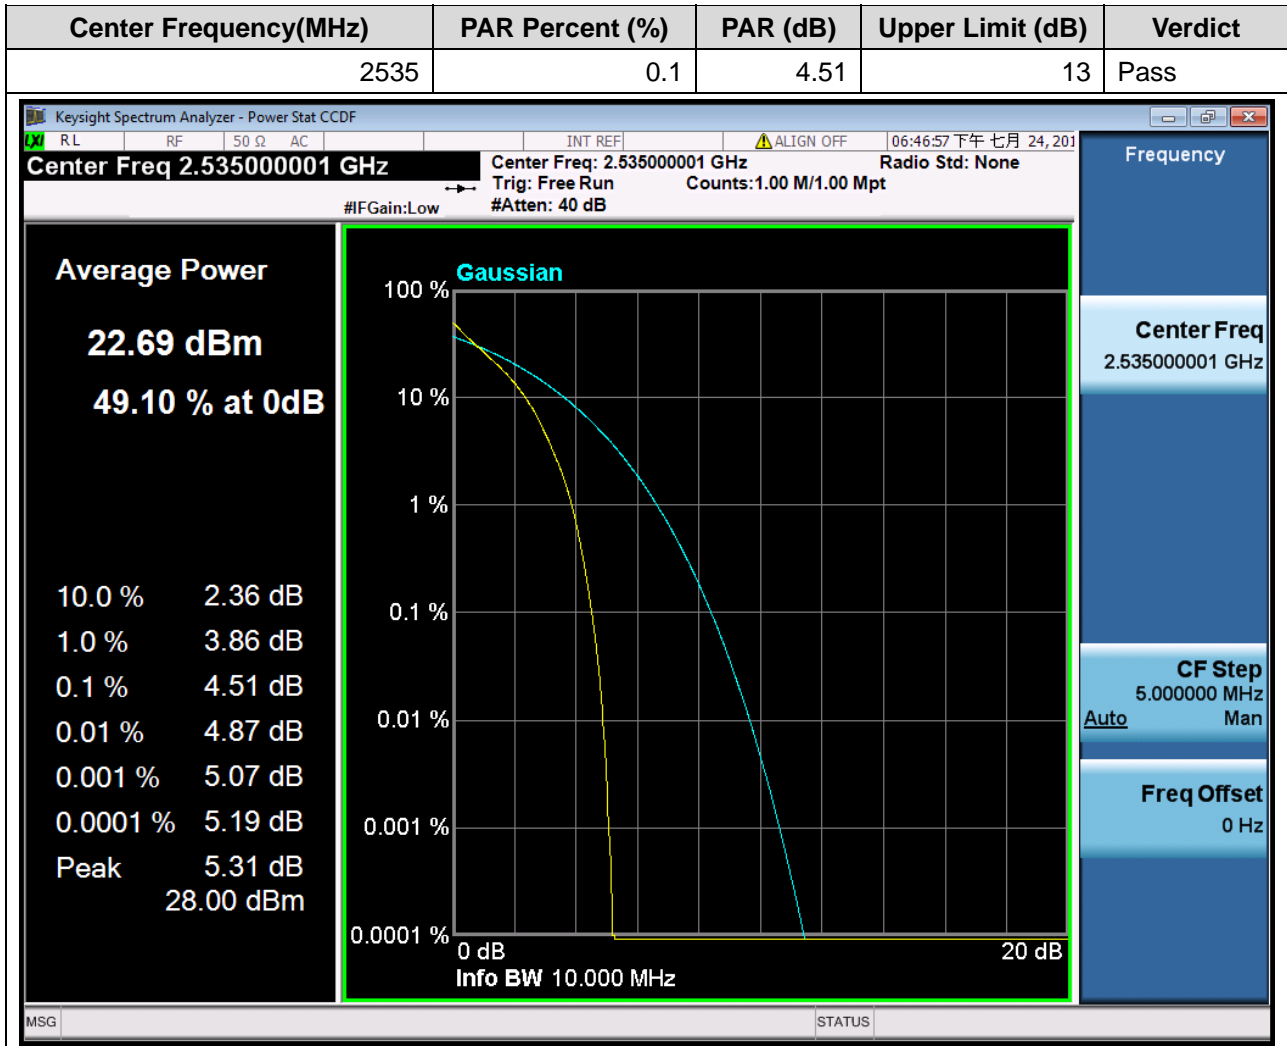 Center Frequency(MHz) PAR Percent (%) PAR (dB) Upper Limit (dB) Verdict
2535 0.1 4.51 13 Pass
Keysight Spectrum Analyzer - Power Stat CCDF
LXI RL RF 50 Ω AC INT REF ALIGN OFF 06:46:57 下午 七月 24, 201
Center Freq 2.535000001 GHz
Center Freq: 2.535000001 GHz Radio Std: None
Trig: Free Run Counts:1.00 M/1.00 Mpt
#IFGain:Low #Atten: 40 dB
Average Power
22.69 dBm
49.10 % at 0dB
10.0 % 2.36 dB
1.0 % 3.86 dB
0.1 % 4.51 dB
0.01 % 4.87 dB
0.001 % 5.07 dB
0.0001 % 5.19 dB
Peak 5.31 dB
28.00 dBm
Gaussian
100 %
10 %
1 %
0.1 %
0.01 %
0.001 %
0.0001 %
0 dB 20 dB
Info BW 10.000 MHz
Frequency
Center Freq
2.535000001 GHz
CF Step
5.000000 MHz
Auto Man
Freq Offset
0 Hz
MSG STATUS